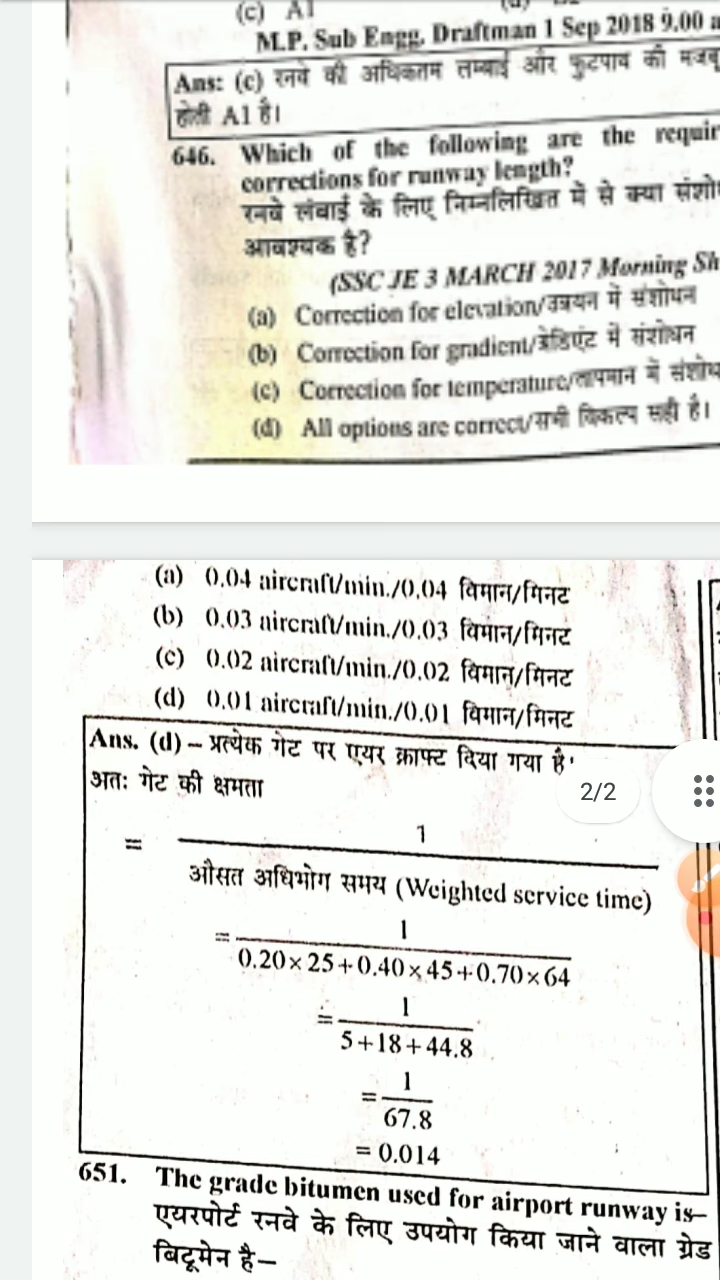 (c) A1
M.P. Sub Engg. Draftman 1 Sep 2018 9.00 a
Ans: (c) रनवे की अधिकतम लम्बाई और फुटपाव की मजबू
होती A1 है।
646. Which of the following are the requir
corrections for runway length?
रनवे लंबाई के लिए निम्नलिखित में से क्या संशो
आवश्यक है?
(SSC JE 3 MARCH 2017 Morning Sh
(a) Correction for elevation/उन्नयन में संशोधन
(b) Correction for gradient/ग्रेडिएंट में संशोधन
(c) Correction for temperature/तापमान में संशोध
(d) All options are correct/सभी विकल्प सही है।
(a) 0.04 aircraft/min./0.04 विमान/मिनट
(b) 0.03 aircraft/min./0.03 विमान/मिनट
(c) 0.02 aircraft/min./0.02 विमान/मिनट
(d) 0.01 aircraft/min./0.01 विमान/मिनट
Ans. (d) – प्रत्येक गेट पर एयर क्राफ्ट दिया गया है'
अतः गेट की क्षमता
2/2
= 1
औसत अधिभोग समय (Weighted service time)
= 1
0.20×25+0.40×45+0.70×64
= 1
5+18+44.8
= 1
67.8
= 0.014
651. The grade bitumen used for airport runway is–
एयरपोर्ट रनवे के लिए उपयोग किया जाने वाला ग्रेड
बिटूमेन है–